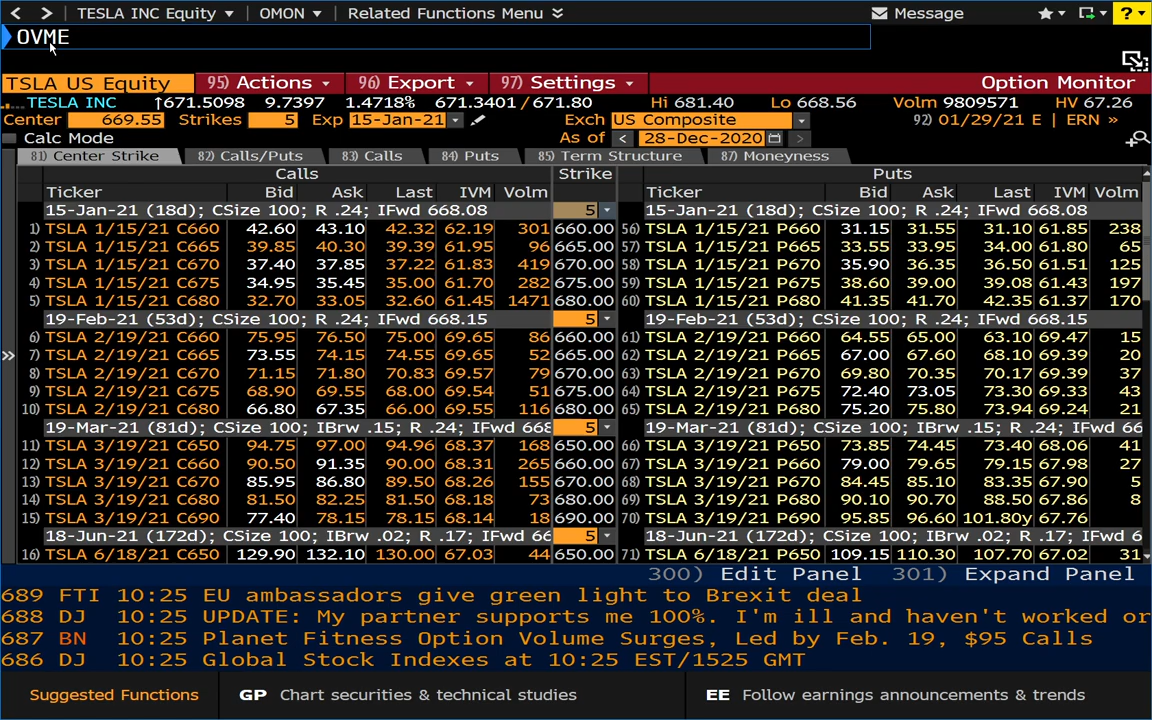 TESLA INC Equity OMON Related Functions Menu Message ?
OVME
TSLA US Equity 95) Actions 96) Export 97) Settings Option Monitor
TESLA INC ↑671.5098 9.7397 1.4718% 671.3401/671.80 Hi 681.40 Lo 668.56 Volm 9809571 HV 67.26
Center 669.55 Strikes 5 Exp 15-Jan-21 Exch US Composite 92) 01/29/21 E | ERN »
Calc Mode As of < 28-Dec-2020 >
81) Center Strike 82) Calls/Puts 83) Calls 84) Puts 85) Term Structure 87) Moneyness
Calls Strike Puts
Ticker Bid Ask Last IVM Volm Ticker Bid Ask Last IVM Volm
15-Jan-21 (18d); CSize 100; R .24; IFwd 668.08 5 15-Jan-21 (18d); CSize 100; R .24; IFwd 668.08
1) TSLA 1/15/21 C660 42.60 43.10 42.32 62.19 301 660.00 56) TSLA 1/15/21 P660 31.15 31.55 31.10 61.85 238
2) TSLA 1/15/21 C665 39.85 40.30 39.39 61.95 96 665.00 57) TSLA 1/15/21 P665 33.55 33.95 34.00 61.80 65
3) TSLA 1/15/21 C670 37.40 37.85 37.22 61.83 419 670.00 58) TSLA 1/15/21 P670 35.90 36.35 36.50 61.51 125
4) TSLA 1/15/21 C675 34.95 35.45 35.00 61.70 282 675.00 59) TSLA 1/15/21 P675 38.60 39.00 39.08 61.43 197
5) TSLA 1/15/21 C680 32.70 33.05 32.60 61.45 1471 680.00 60) TSLA 1/15/21 P680 41.35 41.70 42.35 61.37 170
19-Feb-21 (53d); CSize 100; R .24; IFwd 668.15 5 19-Feb-21 (53d); CSize 100; R .24; IFwd 668.15
6) TSLA 2/19/21 C660 75.95 76.50 75.00 69.65 86 660.00 61) TSLA 2/19/21 P660 64.55 65.00 63.10 69.47 15
7) TSLA 2/19/21 C665 73.55 74.15 74.55 69.65 52 665.00 62) TSLA 2/19/21 P665 67.00 67.60 68.10 69.39 20
8) TSLA 2/19/21 C670 71.15 71.80 70.83 69.57 79 670.00 63) TSLA 2/19/21 P670 69.80 70.35 70.17 69.39 37
9) TSLA 2/19/21 C675 68.90 69.55 68.00 69.54 51 675.00 64) TSLA 2/19/21 P675 72.40 73.05 73.30 69.33 43
10) TSLA 2/19/21 C680 66.80 67.35 66.00 69.55 116 680.00 65) TSLA 2/19/21 P680 75.20 75.80 73.94 69.24 21
19-Mar-21 (81d); CSize 100; IBrw .15; R .24; IFwd 668 5 19-Mar-21 (81d); CSize 100; IBrw .15; R .24; IFwd 66
11) TSLA 3/19/21 C650 94.75 97.00 94.96 68.37 168 650.00 66) TSLA 3/19/21 P650 73.85 74.45 73.40 68.06 41
12) TSLA 3/19/21 C660 90.50 91.35 90.00 68.31 265 660.00 67) TSLA 3/19/21 P660 79.00 79.65 79.15 67.98 27
13) TSLA 3/19/21 C670 85.95 86.80 89.50 68.26 155 670.00 68) TSLA 3/19/21 P670 84.45 85.10 83.35 67.90 5
14) TSLA 3/19/21 C680 81.50 82.25 81.50 68.18 73 680.00 69) TSLA 3/19/21 P680 90.10 90.70 88.50 67.86 8
15) TSLA 3/19/21 C690 77.40 78.15 78.15 68.14 18 690.00 70) TSLA 3/19/21 P690 95.85 96.60 101.80y 67.76
18-Jun-21 (172d); CSize 100; IBrw .02; R .17; IFwd 66 5 18-Jun-21 (172d); CSize 100; IBrw .02; R .17; IFwd 6
16) TSLA 6/18/21 C650 129.90 132.10 130.00 67.03 44 650.00 71) TSLA 6/18/21 P650 109.15 110.30 107.70 67.02 31
300) Edit Panel 301) Expand Panel
689 FTI 10:25 EU ambassadors give green light to Brexit deal
688 DJ 10:25 UPDATE: My partner supports me 100%. I'm ill and haven't worked or
687 BN 10:25 Planet Fitness Option Volume Surges, Led by Feb. 19, $95 Calls
686 DJ 10:25 Global Stock Indexes at 10:25 EST/1525 GMT
Suggested Functions GP Chart securities & technical studies EE Follow earnings announcements & trends